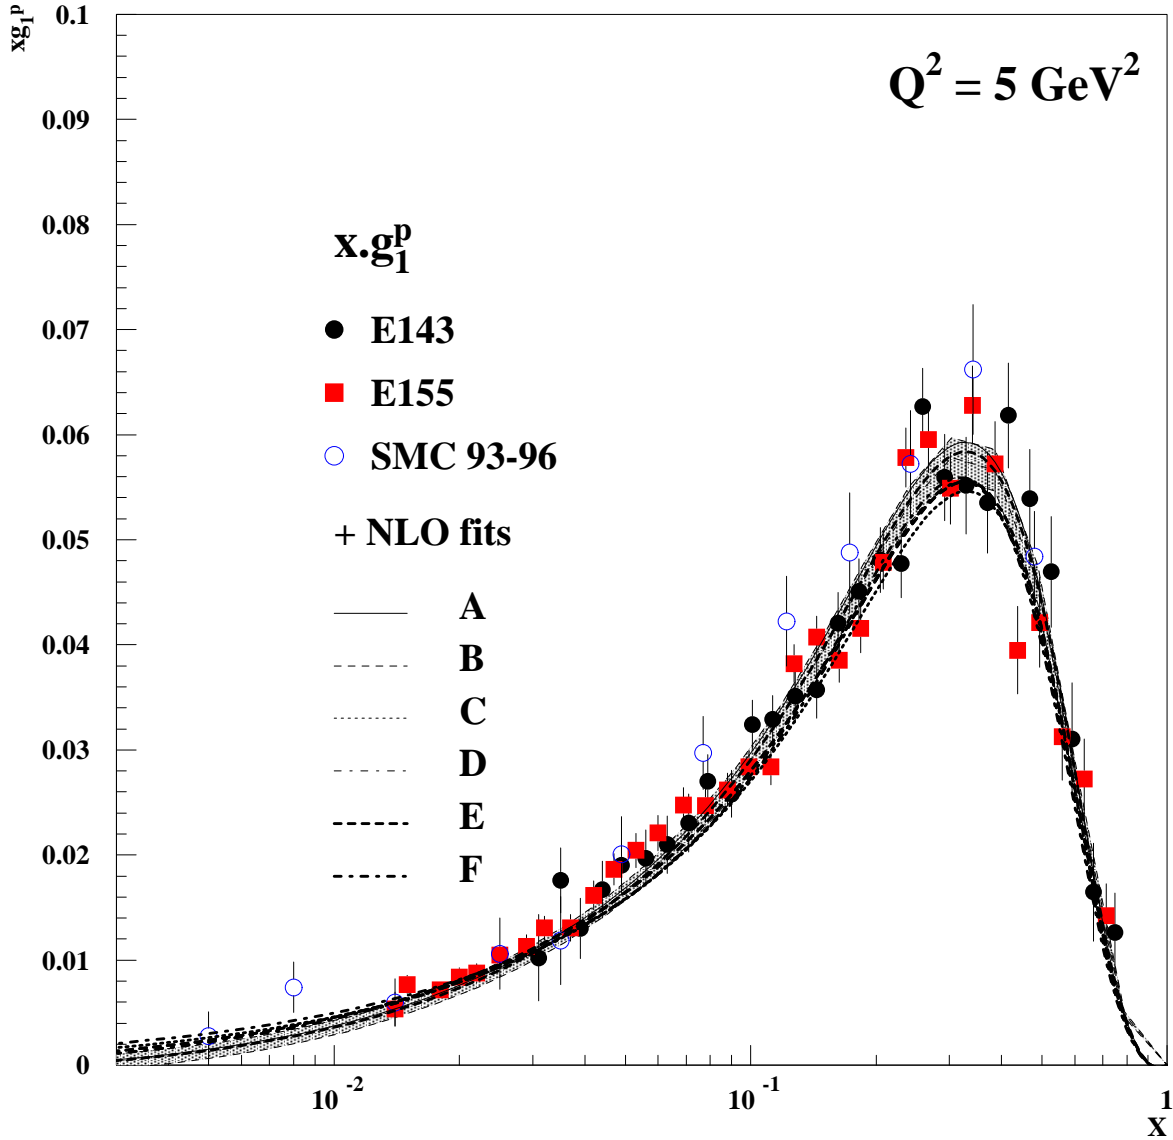 xg₁ᵖ
0.1
Q² = 5 GeV²
0.09
0.08
x.g₁ᵖ
0.07
E143
E155
0.06
SMC 93-96
+ NLO fits
0.05
A
B
0.04
C
D
0.03
E
F
0.02
0.01
0
10⁻²
10⁻¹
1
X